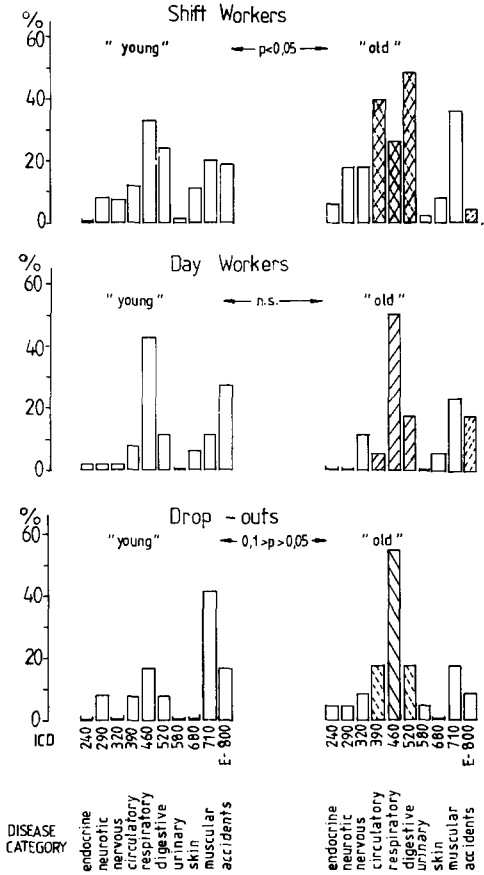 Shift Workers
%
60
40
20
0
" young " p<0,05 "old"
Day Workers
%
60
40
20
0
" young " n.s. "old"
Drop - outs
%
60
40
20
0
"young" 0,1>p>0,05 "old"
ICD 240 290 320 390 460 520 580 680 710 E- 800 240 290 320 390 460 520 580 680 710 E- 800
DISEASE CATEGORY
endocrine
neurotic
nervous
circulatory
respiratory
digestive
urinary
skin
muscular
accidents
endocrine
neurotic
nervous
circulatory
respiratory
digestive
urinary
skin
muscular
accidents